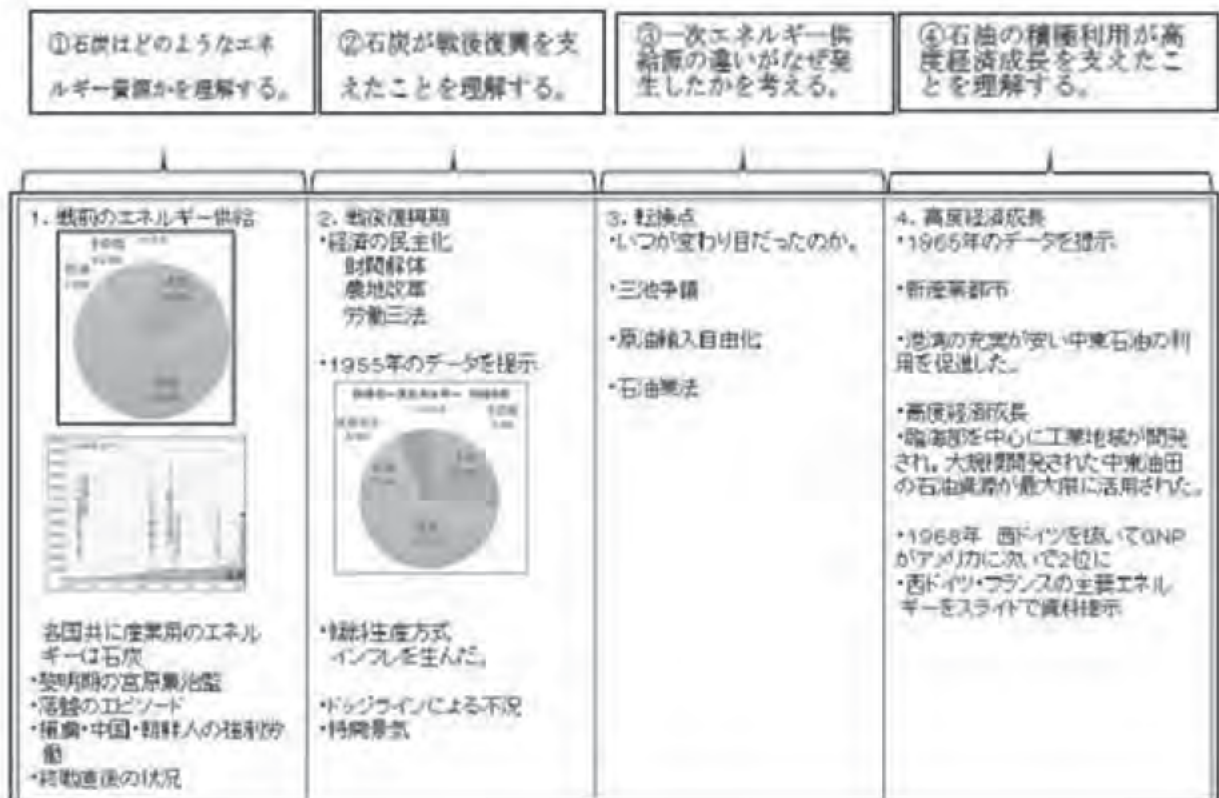 ①石炭はどのようなエネ
ルギー資源かを理解する。
②石炭が戦後復興を支
えたことを理解する。
③一次エネルギー供
給源の違いがなぜ発
生したかを考える。
④石油の積極利用が高
度経済成長を支えたこ
とを理解する。
1. 戦前のエネルギー供給
各国共に産業用のエネル
ギーは石炭
・黎明期の宮原集治監
・落盤のエピソード
・捕虜・中国・朝鮮人の強制労
働
・終戦直後の状況
2. 戦後復興期
・経済の民主化
財閥解体
農地改革
労働三法
・1955年のデータを提示
・傾斜生産方式
インフレを生んだ。
・ドッジラインによる不況
・特需景気
3. 転換点
・いつが変わり目だったのか。
・三池争議
・原油輸入自由化
・石油業法
4. 高度経済成長
・1965年のデータを提示
・新産業都市
・港湾の充実が安い中東石油の利
用を促進した。
・高度経済成長
・臨海部を中心に工業地域が開発
され。大規模開発された中東油田
の石油資源が最大限に活用された。
・1968年 西ドイツを抜いてGNP
がアメリカに次いで2位に
・西ドイツ・フランスの主要エネル
ギーをスライドで資料提示